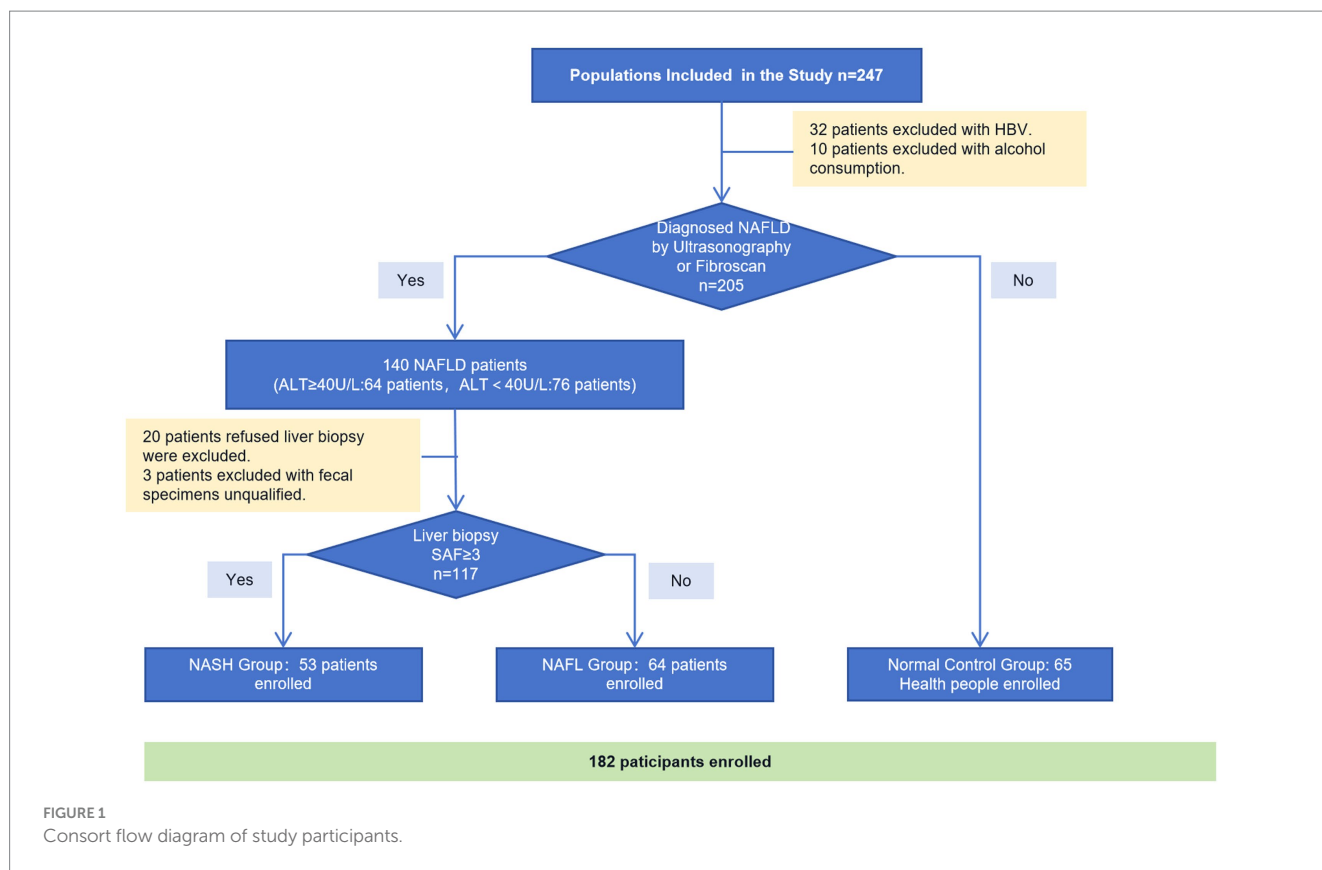 Populations Included in the Study n=247
32 patients excluded with HBV.
10 patients excluded with alcohol
consumption.
Diagnosed NAFLD
by Ultrasonography
or Fibroscan
n=205
Yes
No
140 NAFLD patients
(ALT≥40U/L:64 patients，ALT < 40U/L:76 patients)
20 patients refused liver biopsy
were excluded.
3 patients excluded with fecal
specimens unqualified.
Liver biopsy
SAF≥3
n=117
Yes
No
NASH Group：53 patients
enrolled
NAFL Group：64 patients
enrolled
Normal Control Group: 65
Health people enrolled
182 paticipants enrolled
FIGURE 1
Consort flow diagram of study participants.